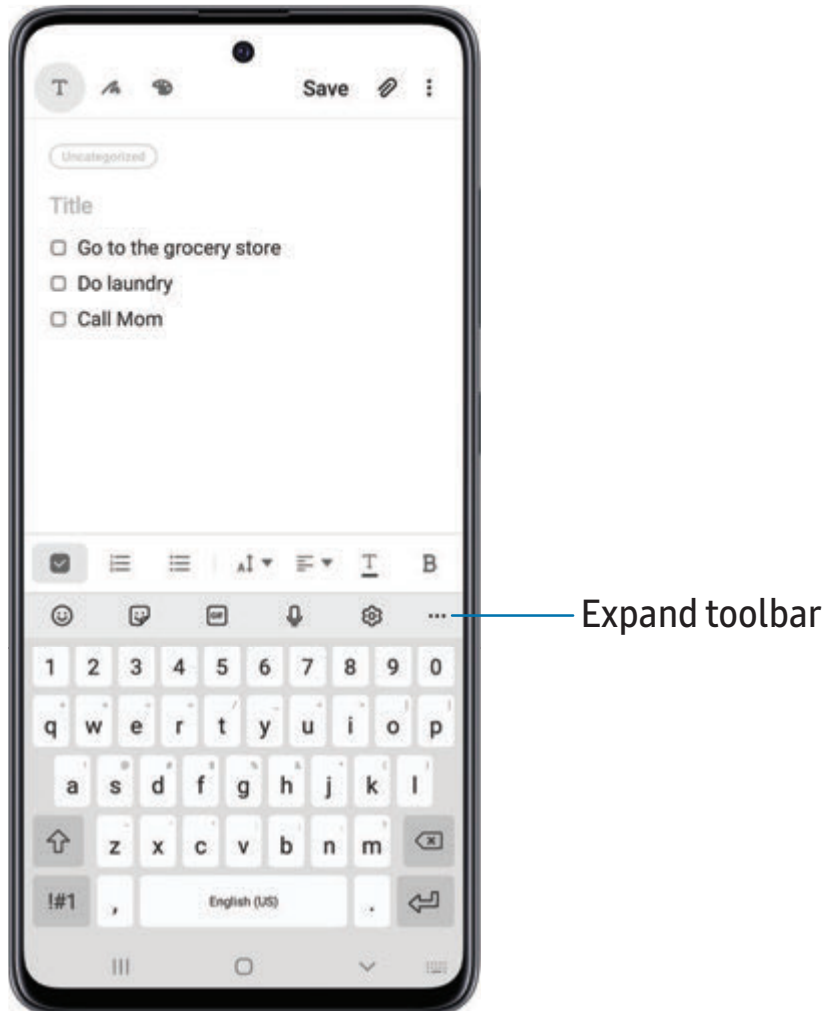 T Save
Uncategorized
Title
Go to the grocery store
Do laundry
Call Mom
A T B
GIF
Expand toolbar
1 2 3 4 5 6 7 8 9 0
q w e r t y u i o p
a s d f g h j k l
z x c v b n m
!#1 , English (US) .